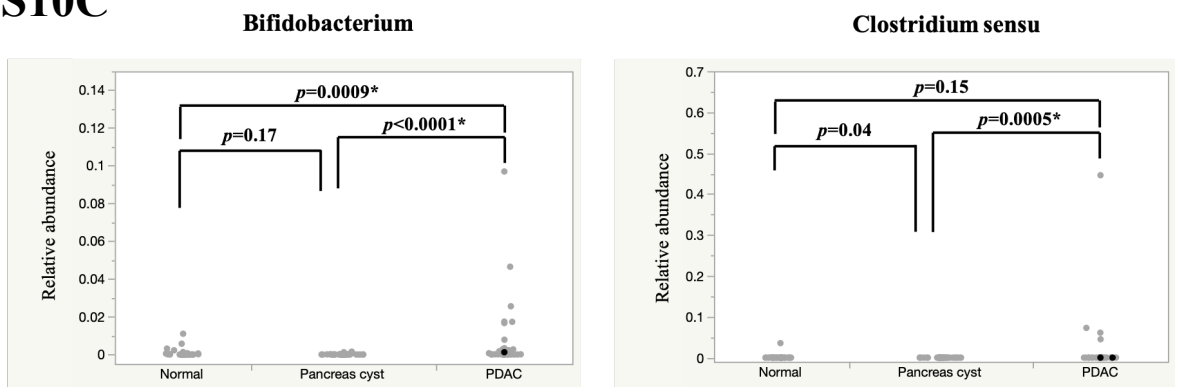 S10C
Bifidobacterium
Clostridium sensu
0.14
0.12
0.1
0.08
0.06
0.04
0.02
0
Relative abundance
p=0.0009*
p=0.17
p<0.0001*
Normal
Pancreas cyst
PDAC
0.7
0.6
0.5
0.4
0.3
0.2
0.1
0
Relative abundance
p=0.15
p=0.04
p=0.0005*
Normal
Pancreas cyst
PDAC